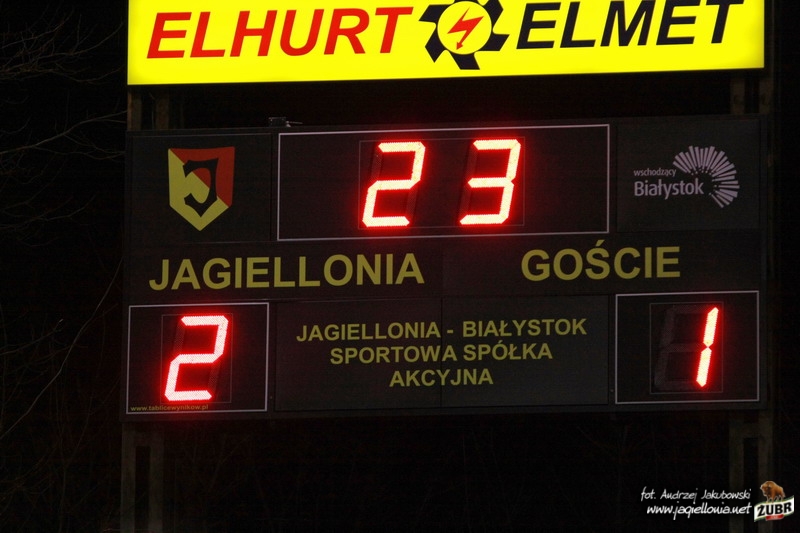 ELHURT ELMET
23
J
wschodzący
Białystok
JAGIELLONIA GOŚCIE
2 1
JAGIELLONIA - BIAŁYSTOK
SPORTOWA SPÓŁKA
AKCYJNA
www.tablicewynikow.pl
fot. Andrzej Jakubowski
www.jagiellonia.net
ŻUBR